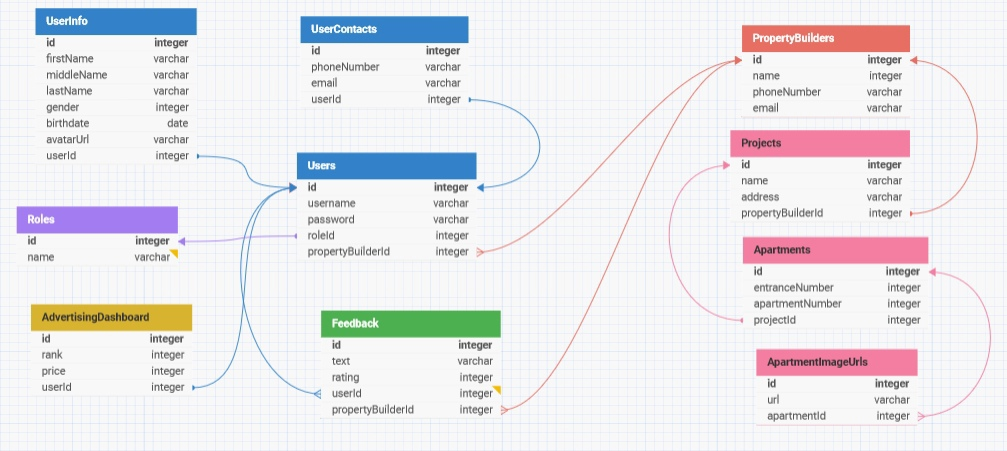 UserInfo
id integer
firstName varchar
middleName varchar
lastName varchar
gender integer
birthdate date
avatarUrl varchar
userId integer
UserContacts
id integer
phoneNumber varchar
email varchar
userId integer
PropertyBuilders
id integer
name integer
phoneNumber varchar
email varchar
Users
id integer
username varchar
password varchar
roleId integer
propertyBuilderId integer
Projects
id integer
name varchar
address varchar
propertyBuilderId integer
Roles
id integer
name varchar
Apartments
id integer
entranceNumber integer
apartmentNumber integer
projectId integer
AdvertisingDashboard
id integer
rank integer
price integer
userId integer
Feedback
id integer
text varchar
rating integer
userId integer
propertyBuilderId integer
ApartmentImageUrls
id integer
url varchar
apartmentId integer